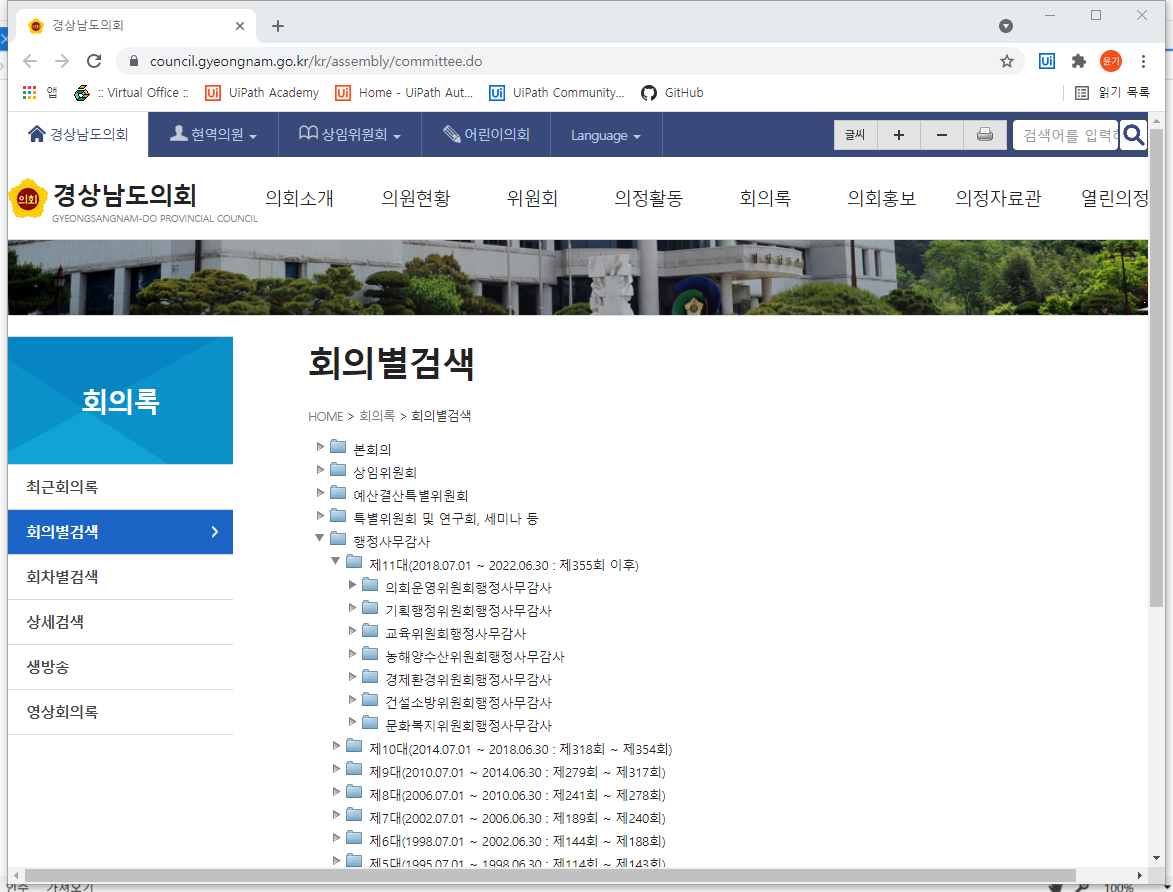 경상남도의회
council.gyeongnam.go.kr/kr/assembly/committee.do
윤기
앱 :: Virtual Office :: UiPath Academy Home - UiPath Aut... UiPath Community... GitHub 읽기 목록
경상남도의회 현역의원 상임위원회 어린이의회 Language 글씨 + − 검색어를 입력하
의회 경상남도의회 의회소개 의원현황 위원회 의정활동 회의록 의회홍보 의정자료관 열린의정
GYEONGSANGNAM-DO PROVINCIAL COUNCIL
회의록
최근회의록
회의별검색
회차별검색
상세검색
생방송
영상회의록
회의별검색
HOME > 회의록 > 회의별검색
본회의
상임위원회
예산결산특별위원회
특별위원회 및 연구회, 세미나 등
행정사무감사
제11대(2018.07.01 ~ 2022.06.30 : 제355회 이후)
의회운영위원회행정사무감사
기획행정위원회행정사무감사
교육위원회행정사무감사
농해양수산위원회행정사무감사
경제환경위원회행정사무감사
건설소방위원회행정사무감사
문화복지위원회행정사무감사
제10대(2014.07.01 ~ 2018.06.30 : 제318회 ~ 제354회)
제9대(2010.07.01 ~ 2014.06.30 : 제279회 ~ 제317회)
제8대(2006.07.01 ~ 2010.06.30 : 제241회 ~ 제278회)
제7대(2002.07.01 ~ 2006.06.30 : 제189회 ~ 제240회)
제6대(1998.07.01 ~ 2002.06.30 : 제144회 ~ 제188회)
제5대(1995.07.01 ~ 1998.06.30 : 제114회 ~ 제143회)
가져오기 100%